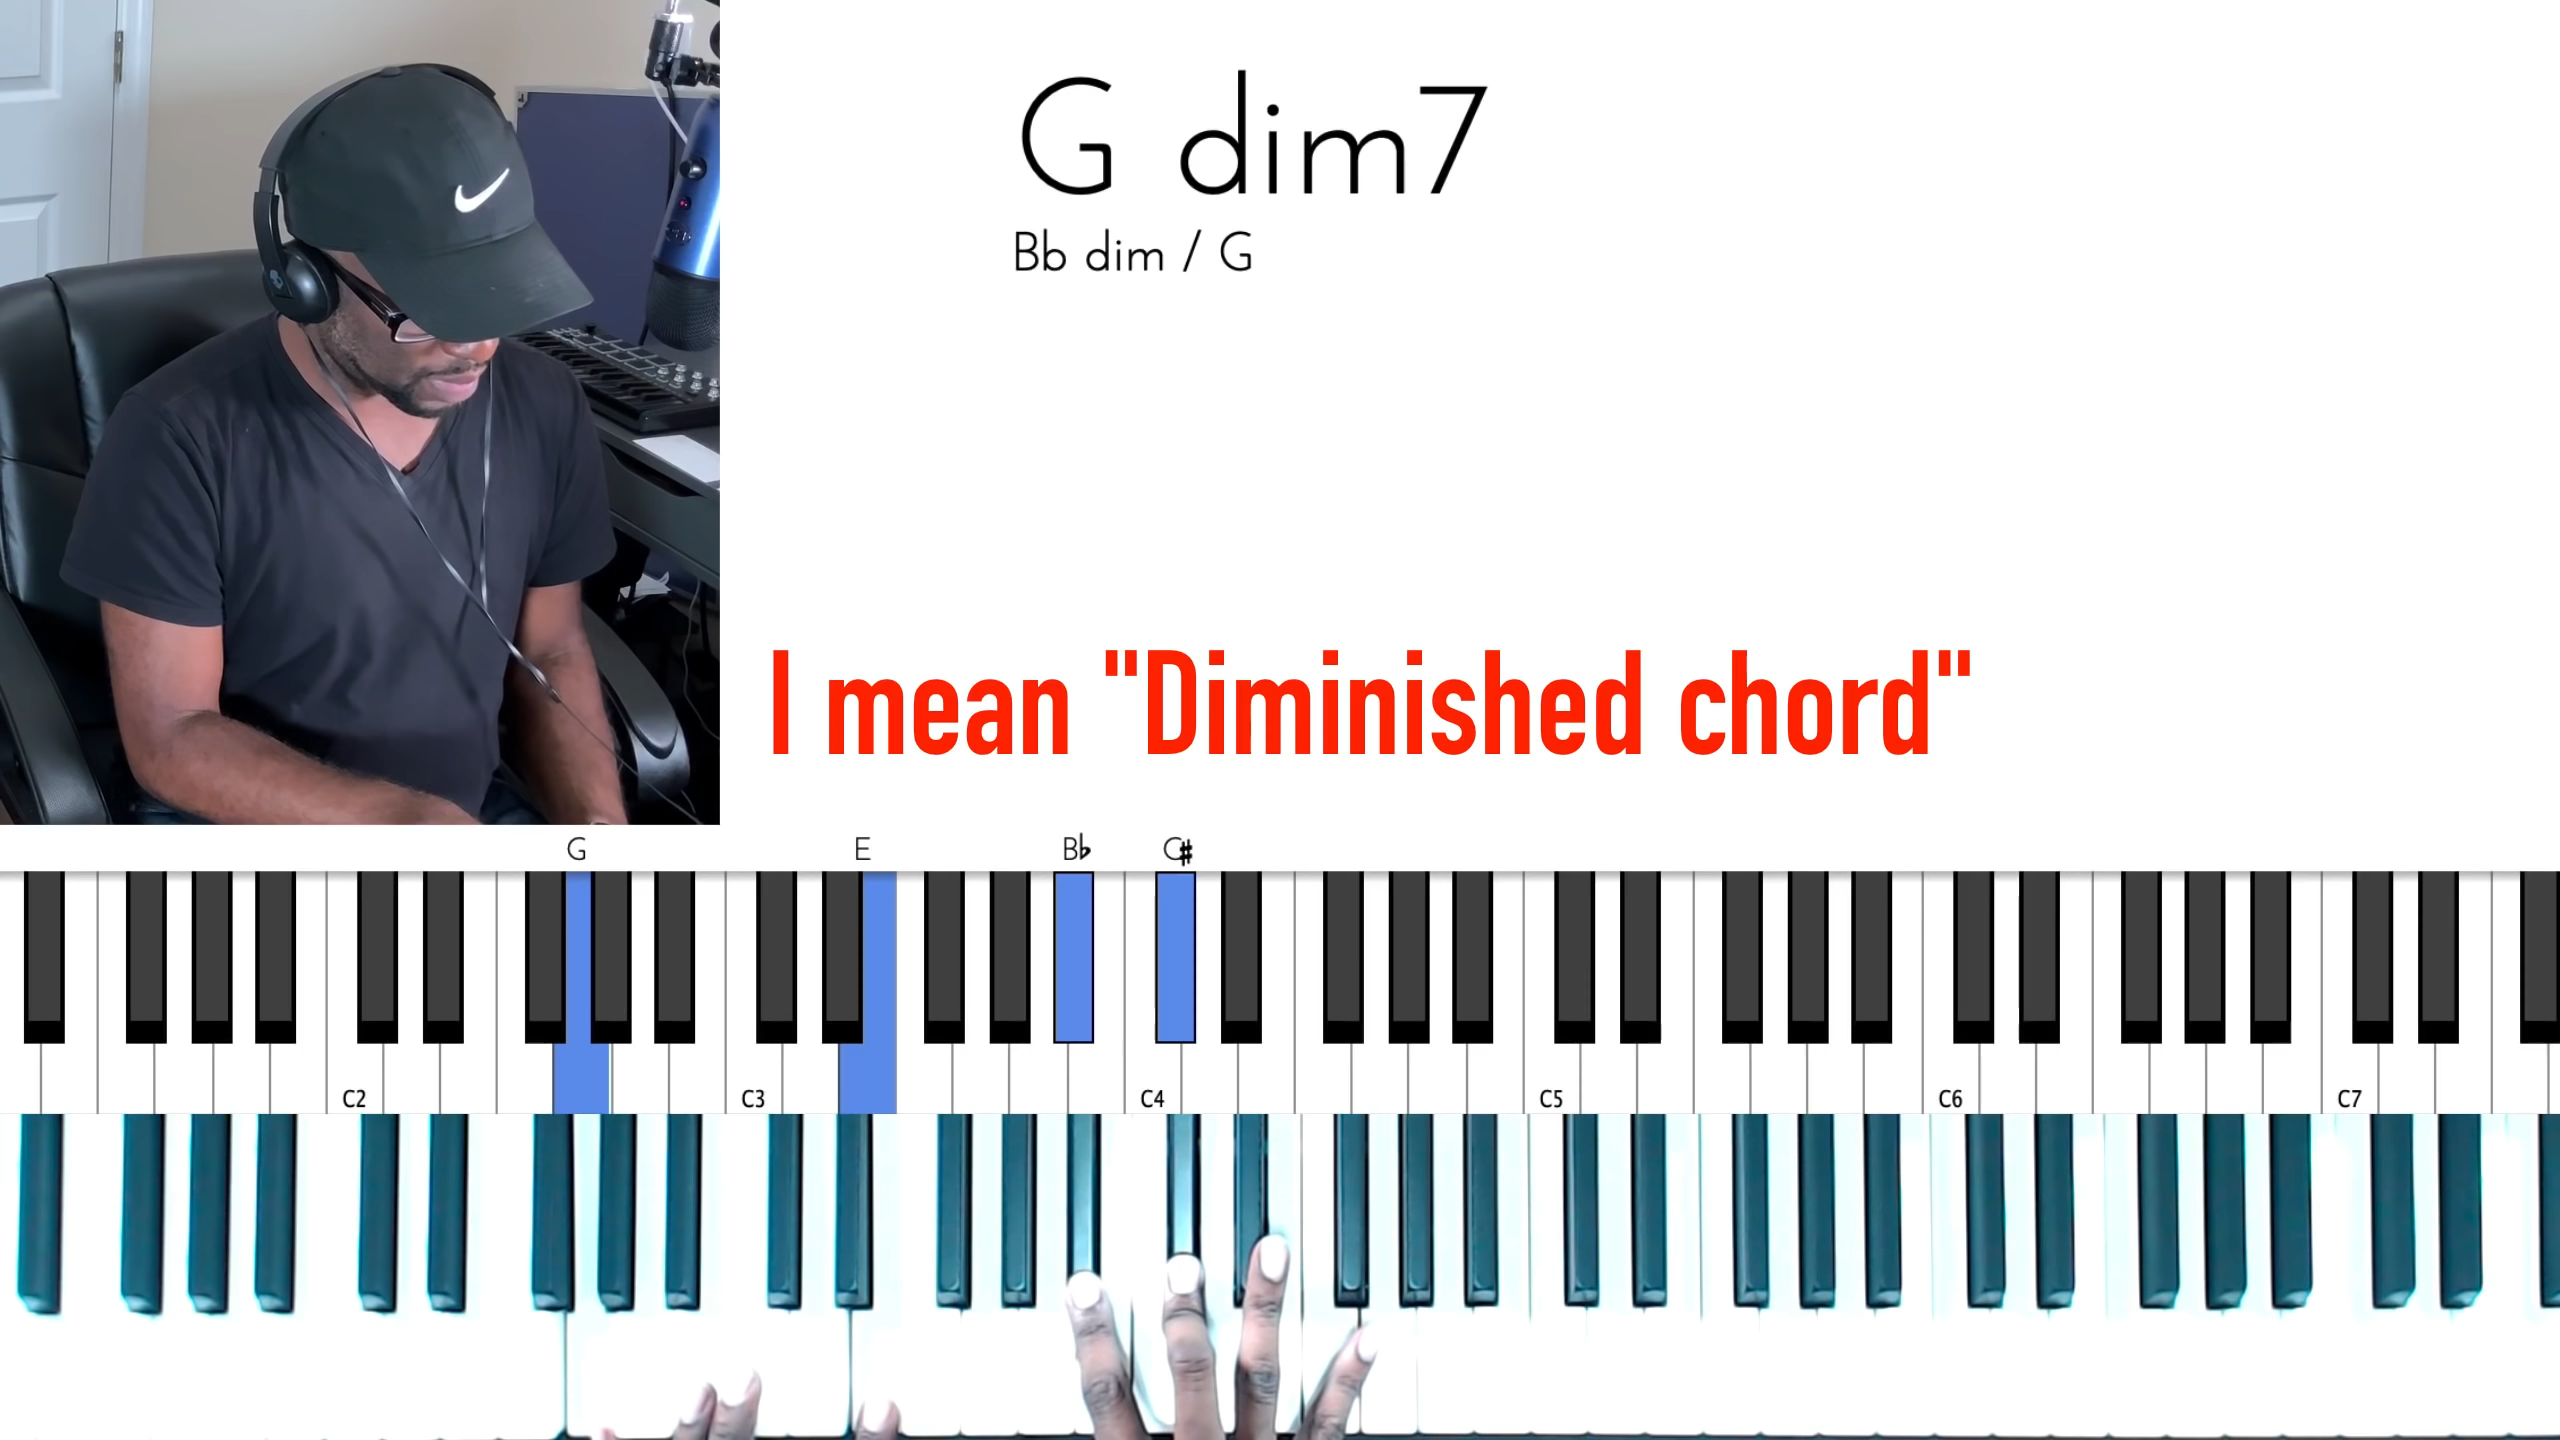 G dim7
Bb dim / G
I mean "Diminished chord"
G E B♭ C♯
C2 C3 C4 C5 C6 C7